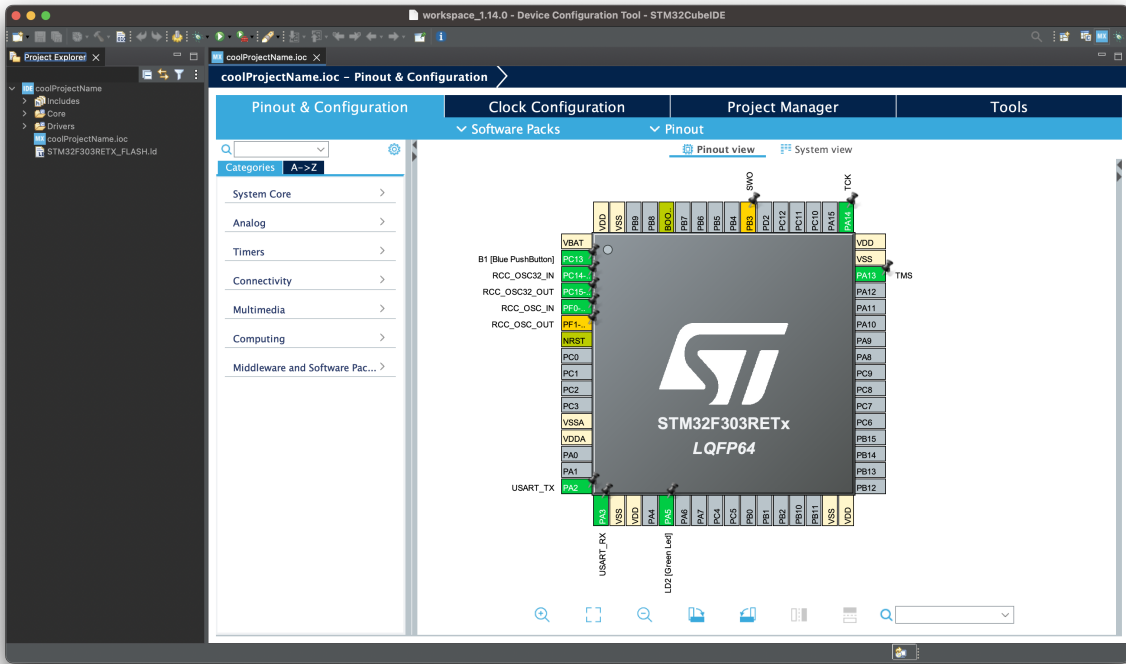 workspace_1.14.0 - Device Configuration Tool - STM32CubeIDE
Project Explorer
coolProjectName.ioc
IDE coolProjectName
Includes
Core
Drivers
MX coolProjectName.ioc
STM32F303RETX_FLASH.ld
coolProjectName.ioc – Pinout & Configuration
Pinout & Configuration
Clock Configuration
Project Manager
Tools
Software Packs
Pinout
Pinout view
System view
Categories
A->Z
System Core
Analog
Timers
Connectivity
Multimedia
Computing
Middleware and Software Pac...
SWO
TCK
VDD
VSS
PB9
PB8
BOO..
PB7
PB6
PB5
PB4
PB3
PD2
PC12
PC11
PC10
PA15
PA14
VBAT
B1 [Blue PushButton] PC13
RCC_OSC32_IN PC14-..
RCC_OSC32_OUT PC15-..
RCC_OSC_IN PF0-..
RCC_OSC_OUT PF1-..
NRST
PC0
PC1
PC2
PC3
VSSA
VDDA
PA0
PA1
USART_TX PA2
VDD
VSS
PA13 TMS
PA12
PA11
PA10
PA9
PA8
PC9
PC8
PC7
PC6
PB15
PB14
PB13
PB12
ST
STM32F303RETx
LQFP64
PA3
VSS
VDD
PA4
PA5
PA6
PA7
PC4
PC5
PB0
PB1
PB2
PB10
PB11
VSS
VDD
USART_RX
LD2 [Green Led]